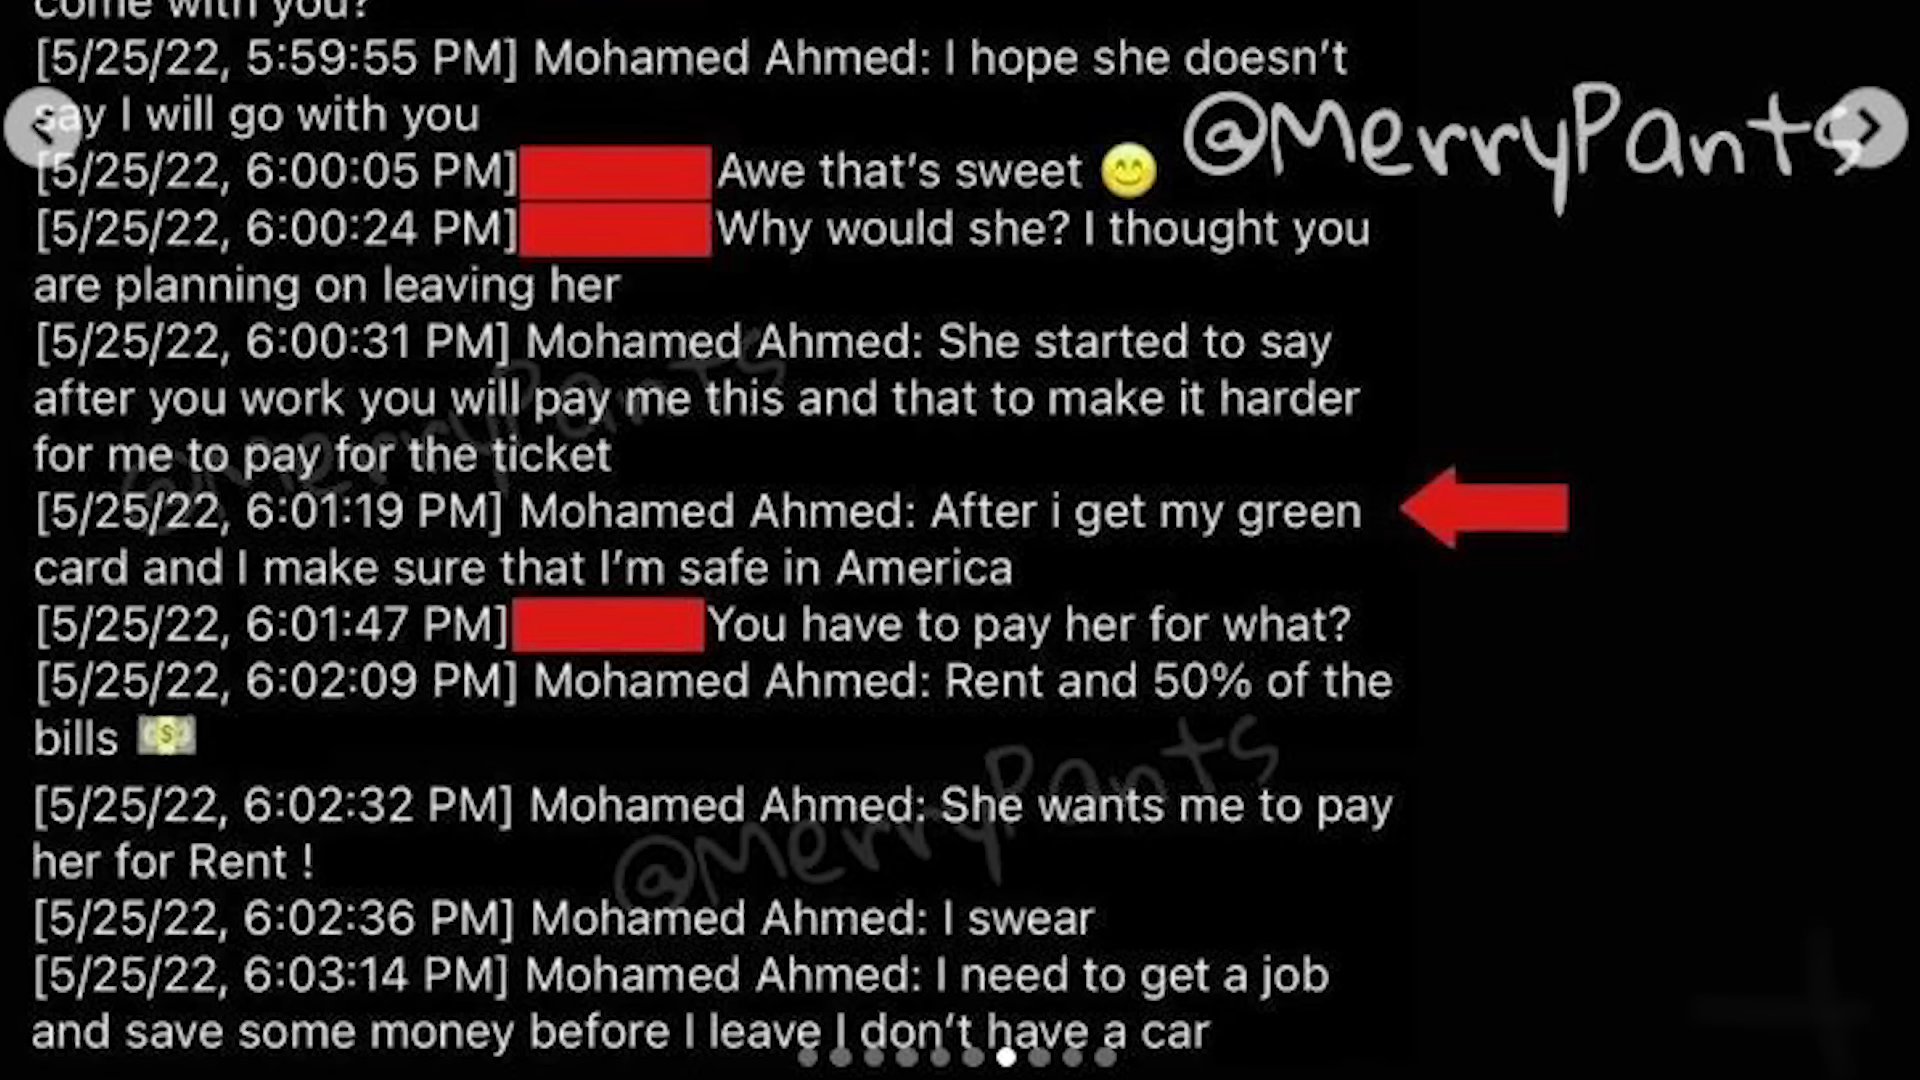 come with you?
[5/25/22, 5:59:55 PM] Mohamed Ahmed: I hope she doesn't
say I will go with you
@MerryPants
[5/25/22, 6:00:05 PM] Awe that's sweet 😊
[5/25/22, 6:00:24 PM] Why would she? I thought you
are planning on leaving her
[5/25/22, 6:00:31 PM] Mohamed Ahmed: She started to say
after you work you will pay me this and that to make it harder
for me to pay for the ticket
@MerryPants
[5/25/22, 6:01:19 PM] Mohamed Ahmed: After i get my green
card and I make sure that I'm safe in America
[5/25/22, 6:01:47 PM] You have to pay her for what?
[5/25/22, 6:02:09 PM] Mohamed Ahmed: Rent and 50% of the
bills 💵
[5/25/22, 6:02:32 PM] Mohamed Ahmed: She wants me to pay
her for Rent !
@MerryPants
[5/25/22, 6:02:36 PM] Mohamed Ahmed: I swear
[5/25/22, 6:03:14 PM] Mohamed Ahmed: I need to get a job
and save some money before I leave I don't have a car